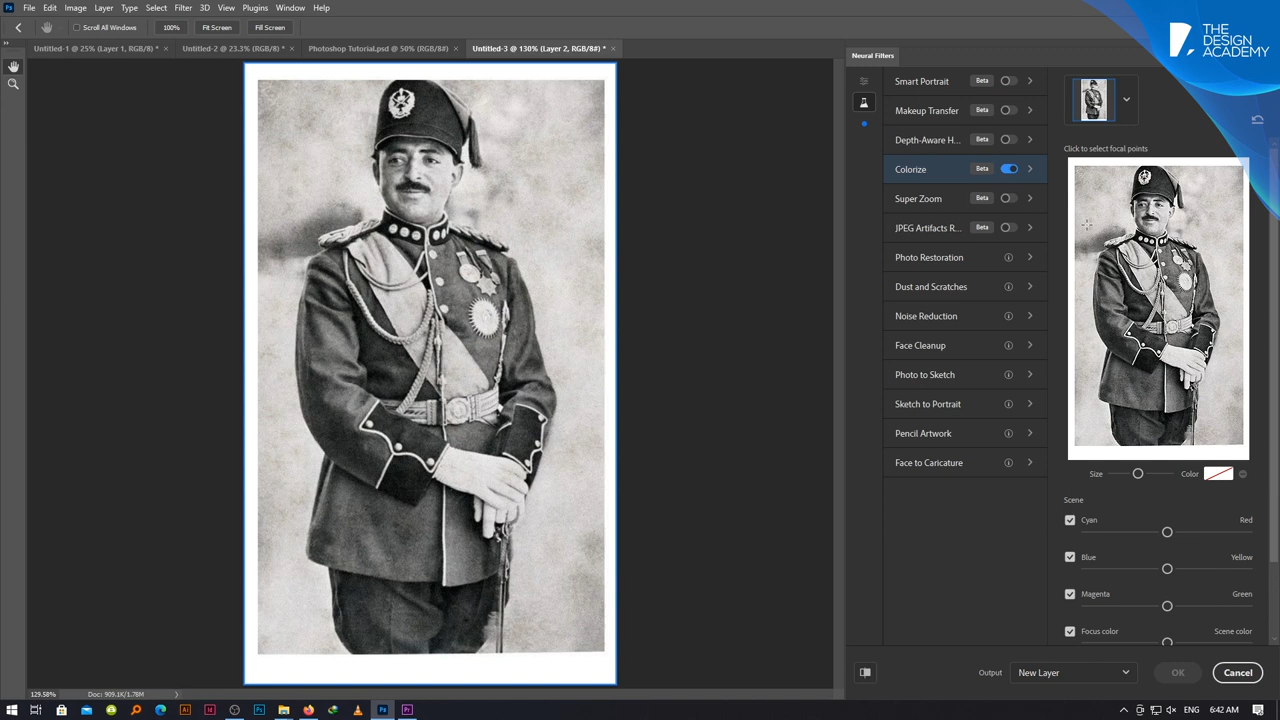 Ps File Edit Image Layer Type Select Filter 3D View Plugins Window Help
Scroll All Windows 100% Fit Screen Fill Screen
Untitled-1 @ 25% (Layer 1, RGB/8) * × Untitled-2 @ 23.3% (RGB/8) * × Photoshop Tutorial.psd @ 50% (RGB/8#) × Untitled-3 @ 130% (Layer 2, RGB/8#) * ×
THE
DESIGN
ACADEMY
Neural Filters
Smart Portrait Beta
Makeup Transfer Beta
Depth-Aware H... Beta
Colorize Beta
Super Zoom Beta
JPEG Artifacts R... Beta
Photo Restoration
Dust and Scratches
Noise Reduction
Face Cleanup
Photo to Sketch
Sketch to Portrait
Pencil Artwork
Face to Caricature
Click to select focal points
Size Color
Scene
Cyan Red
Blue Yellow
Magenta Green
Focus color Scene color
Output New Layer OK Cancel
129.58% Doc: 909.1K/1.78M
Ai Id Ps Ps Pr 6:42 AM